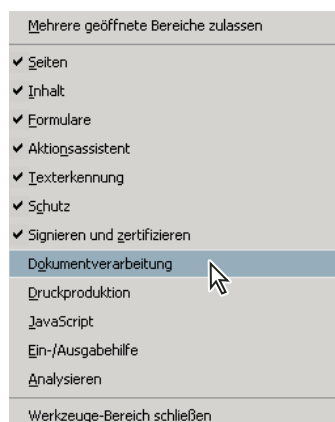 Mehrere geöffnete Bereiche zulassen
Seiten
Inhalt
Formulare
Aktionsassistent
Texterkennung
Schutz
Signieren und zertifizieren
Dokumentverarbeitung
Druckproduktion
JavaScript
Ein-/Ausgabehilfe
Analysieren
Werkzeuge-Bereich schließen